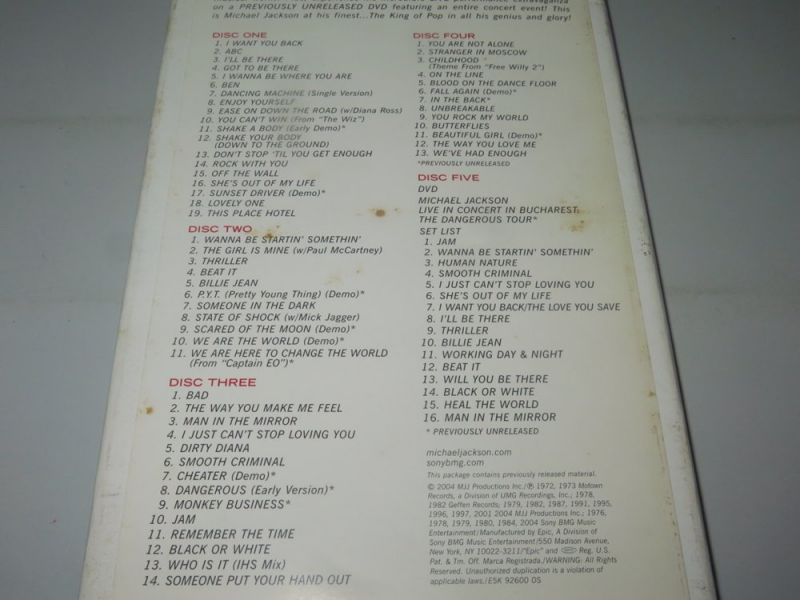 on a PREVIOUSLY UNRELEASED DVD featuring an entire concert event! This
is Michael Jackson at his finest...The King of Pop in all his genius and glory!
DISC ONE
1. I WANT YOU BACK
2. ABC
3. I'LL BE THERE
4. GOT TO BE THERE
5. I WANNA BE WHERE YOU ARE
6. BEN
7. DANCING MACHINE (Single Version)
8. ENJOY YOURSELF
9. EASE ON DOWN THE ROAD (w/Diana Ross)
10. YOU CAN'T WIN (From "The Wiz")
11. SHAKE A BODY (Early Demo)*
12. SHAKE YOUR BODY
(DOWN TO THE GROUND)
13. DON'T STOP 'TIL YOU GET ENOUGH
14. ROCK WITH YOU
15. OFF THE WALL
16. SHE'S OUT OF MY LIFE
17. SUNSET DRIVER (Demo)*
18. LOVELY ONE
19. THIS PLACE HOTEL
DISC TWO
1. WANNA BE STARTIN' SOMETHIN'
2. THE GIRL IS MINE (w/Paul McCartney)
3. THRILLER
4. BEAT IT
5. BILLIE JEAN
6. P.Y.T. (Pretty Young Thing) (Demo)*
7. SOMEONE IN THE DARK
8. STATE OF SHOCK (w/Mick Jagger)
9. SCARED OF THE MOON (Demo)*
10. WE ARE THE WORLD (Demo)*
11. WE ARE HERE TO CHANGE THE WORLD
(From "Captain EO")*
DISC THREE
1. BAD
2. THE WAY YOU MAKE ME FEEL
3. MAN IN THE MIRROR
4. I JUST CAN'T STOP LOVING YOU
5. DIRTY DIANA
6. SMOOTH CRIMINAL
7. CHEATER (Demo)*
8. DANGEROUS (Early Version)*
9. MONKEY BUSINESS*
10. JAM
11. REMEMBER THE TIME
12. BLACK OR WHITE
13. WHO IS IT (IHS Mix)
14. SOMEONE PUT YOUR HAND OUT
DISC FOUR
1. YOU ARE NOT ALONE
2. STRANGER IN MOSCOW
3. CHILDHOOD
(Theme From "Free Willy 2")
4. ON THE LINE
5. BLOOD ON THE DANCE FLOOR
6. FALL AGAIN (Demo)*
7. IN THE BACK*
8. UNBREAKABLE
9. YOU ROCK MY WORLD
10. BUTTERFLIES
11. BEAUTIFUL GIRL (Demo)*
12. THE WAY YOU LOVE ME
13. WE'VE HAD ENOUGH
*PREVIOUSLY UNRELEASED
DISC FIVE
DVD
MICHAEL JACKSON
LIVE IN CONCERT IN BUCHAREST:
THE DANGEROUS TOUR*
SET LIST
1. JAM
2. WANNA BE STARTIN' SOMETHIN'
3. HUMAN NATURE
4. SMOOTH CRIMINAL
5. I JUST CAN'T STOP LOVING YOU
6. SHE'S OUT OF MY LIFE
7. I WANT YOU BACK/THE LOVE YOU SAVE
8. I'LL BE THERE
9. THRILLER
10. BILLIE JEAN
11. WORKING DAY & NIGHT
12. BEAT IT
13. WILL YOU BE THERE
14. BLACK OR WHITE
15. HEAL THE WORLD
16. MAN IN THE MIRROR
* PREVIOUSLY UNRELEASED
michaeljackson.com
sonybmg.com
This package contains previously released material.
© 2004 MJJ Productions Inc./℗ 1972, 1973 Motown
Records, a Division of UMG Recordings, Inc.; 1978,
1982 Geffen Records; 1979, 1982, 1987, 1991, 1995,
1996, 1997, 2001 2004 MJJ Productions Inc.; 1976,
1978, 1979, 1980, 1984, 2004 Sony BMG Music
Entertainment/Manufactured by Epic, A Division of
Sony BMG Music Entertainment/550 Madison Avenue,
New York, NY 10022-3211/"Epic" and Reg. U.S.
Pat. & Tm. Off. Marca Registrada./WARNING: All Rights
Reserved. Unauthorized duplication is a violation of
applicable laws./E5K 92600 05